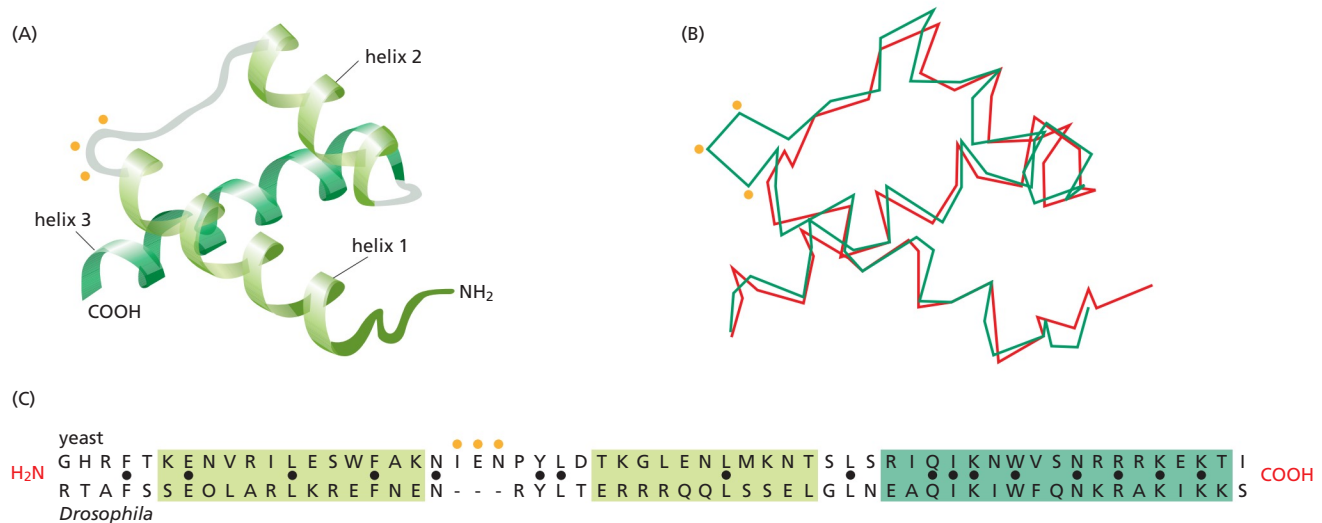 (A)
helix 2
helix 3
helix 1
NH2
COOH
(B)
(C)
yeast
H2N
G H R F T K E N V R I L E S W F A K N I E N P Y L D T K G L E N L M K N T S L S R I Q I K N W V S N R R R K E K T I
R T A F S S E O L A R L K R E F N E N - - - R Y L T E R R R Q Q L S S E L G L N E A Q I K I W F Q N K R A K I K K S
COOH
Drosophila